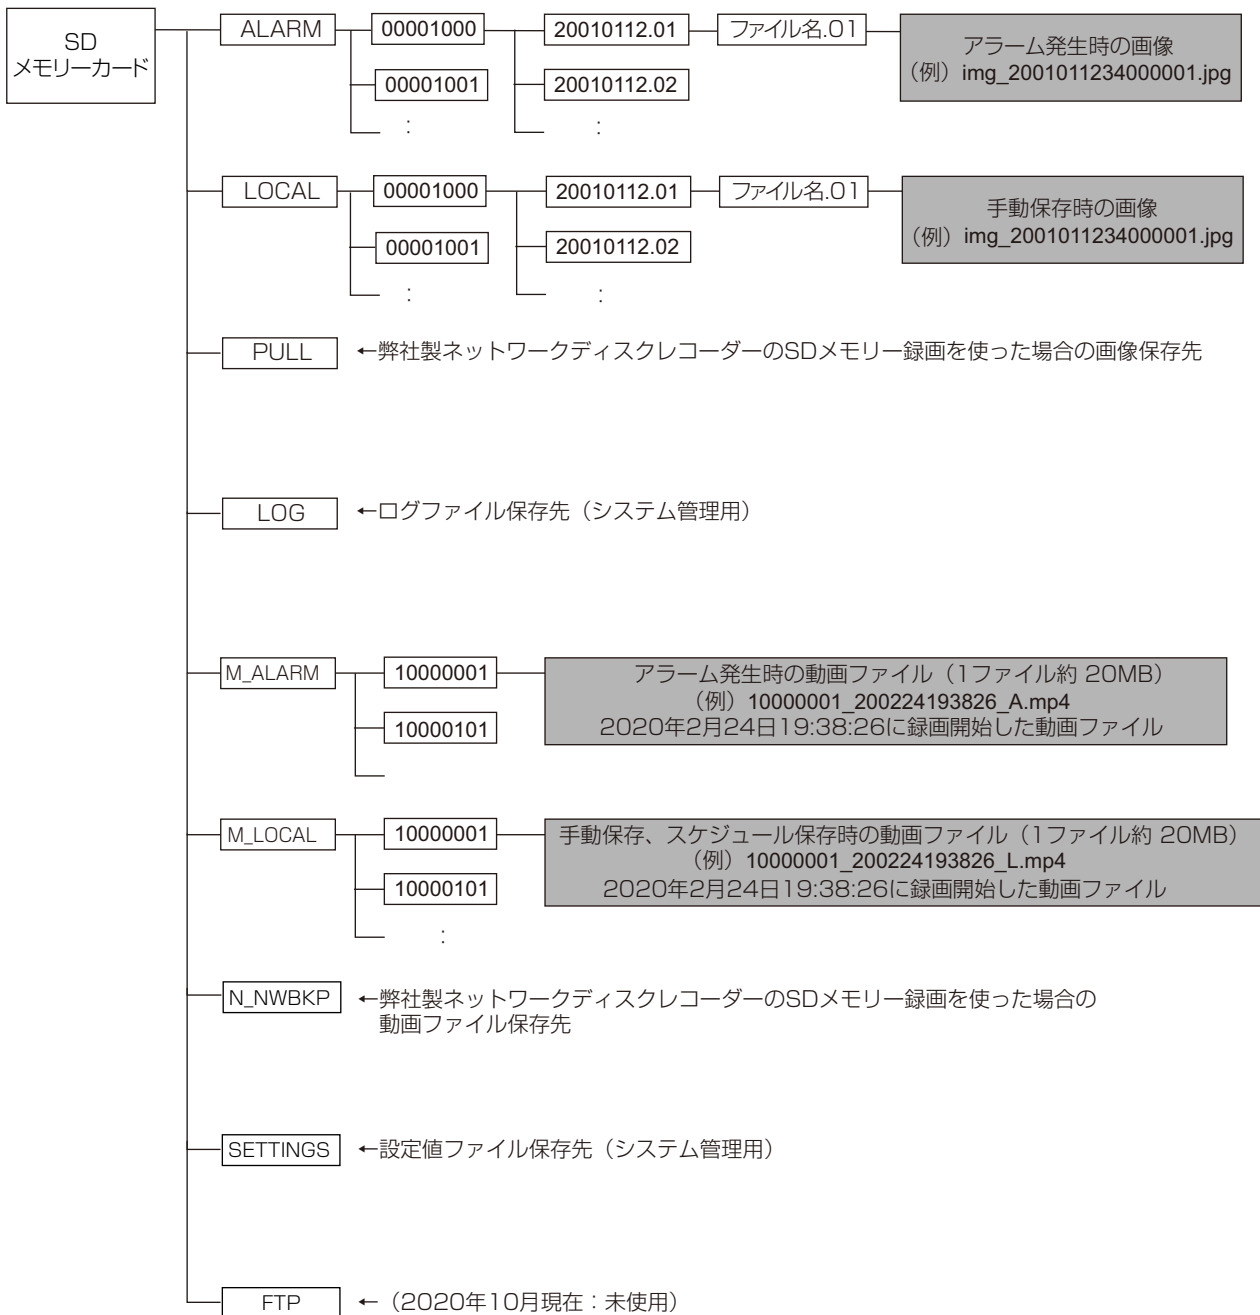 SD
メモリーカード
ALARM
00001000
20010112.01
ファイル名.01
アラーム発生時の画像
（例）img_2001011234000001.jpg
00001001
20010112.02
：
：
LOCAL
00001000
20010112.01
ファイル名.01
手動保存時の画像
（例）img_2001011234000001.jpg
00001001
20010112.02
：
：
PULL
←弊社製ネットワークディスクレコーダーのSDメモリー録画を使った場合の画像保存先
LOG
←ログファイル保存先（システム管理用）
M_ALARM
10000001
アラーム発生時の動画ファイル（1ファイル約 20MB）
（例）10000001_200224193826_A.mp4
2020年2月24日19:38:26に録画開始した動画ファイル
10000101
M_LOCAL
10000001
手動保存、スケジュール保存時の動画ファイル（1ファイル約 20MB）
（例）10000001_200224193826_L.mp4
2020年2月24日19:38:26に録画開始した動画ファイル
10000101
：
N_NWBKP
←弊社製ネットワークディスクレコーダーのSDメモリー録画を使った場合の
動画ファイル保存先
SETTINGS
←設定値ファイル保存先（システム管理用）
FTP
←（2020年10月現在：未使用）